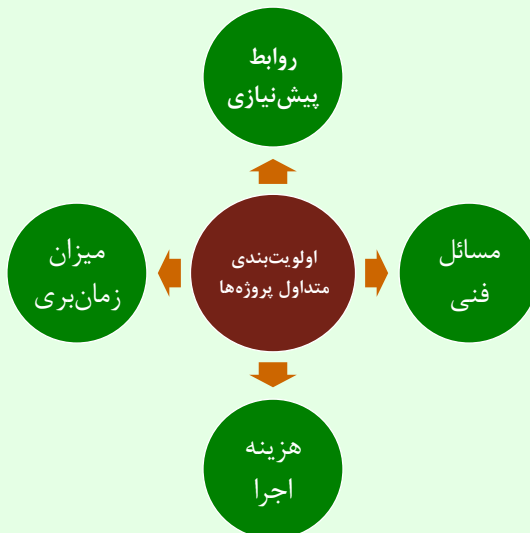 روابط
پیش‌نیازی
اولویت‌بندی
متداول پروژه‌ها
مسائل
فنی
میزان
زمان‌بری
هزینه
اجرا